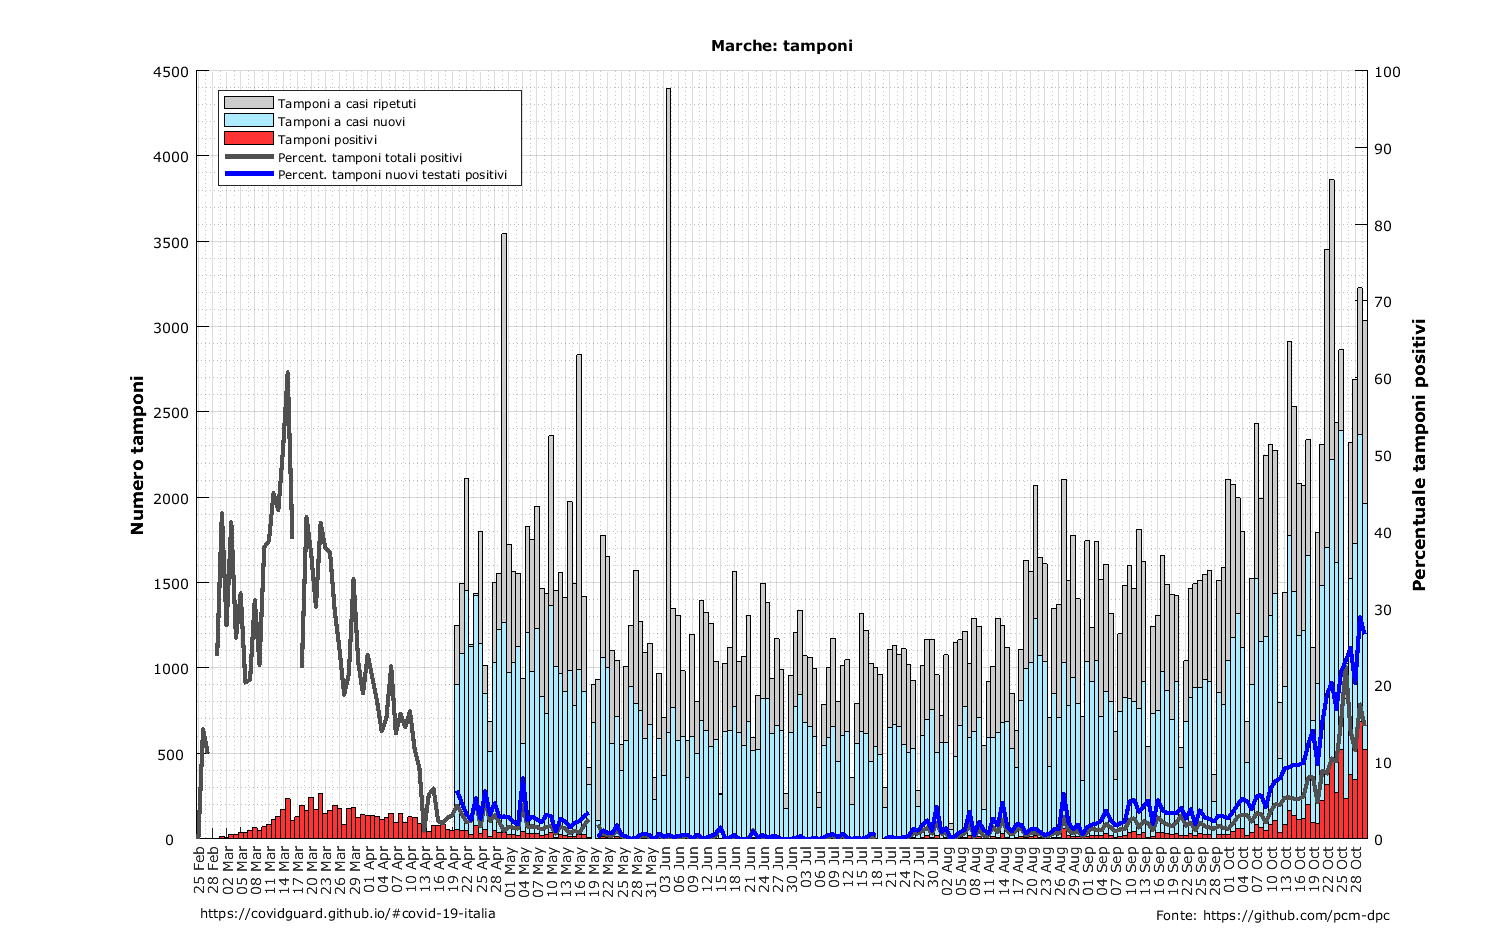 Marche: tamponi
4500
4000
3500
3000
2500
2000
1500
1000
500
0
Numero tamponi
100
90
80
70
60
50
40
30
20
10
0
Percentuale tamponi positivi
Tamponi a casi ripetuti
Tamponi a casi nuovi
Tamponi positivi
Percent. tamponi totali positivi
Percent. tamponi nuovi testati positivi
25 Feb
28 Feb
02 Mar
05 Mar
08 Mar
11 Mar
14 Mar
17 Mar
20 Mar
23 Mar
26 Mar
29 Mar
01 Apr
04 Apr
07 Apr
10 Apr
13 Apr
16 Apr
19 Apr
22 Apr
25 Apr
28 Apr
01 May
04 May
07 May
10 May
13 May
16 May
19 May
22 May
25 May
28 May
31 May
03 Jun
06 Jun
09 Jun
12 Jun
15 Jun
18 Jun
21 Jun
24 Jun
27 Jun
30 Jun
03 Jul
06 Jul
09 Jul
12 Jul
15 Jul
18 Jul
21 Jul
24 Jul
27 Jul
30 Jul
02 Aug
05 Aug
08 Aug
11 Aug
14 Aug
17 Aug
20 Aug
23 Aug
26 Aug
29 Aug
01 Sep
04 Sep
07 Sep
10 Sep
13 Sep
16 Sep
19 Sep
22 Sep
25 Sep
28 Sep
01 Oct
04 Oct
07 Oct
10 Oct
13 Oct
16 Oct
19 Oct
22 Oct
25 Oct
28 Oct
https://covidguard.github.io/#covid-19-italia
Fonte: https://github.com/pcm-dpc